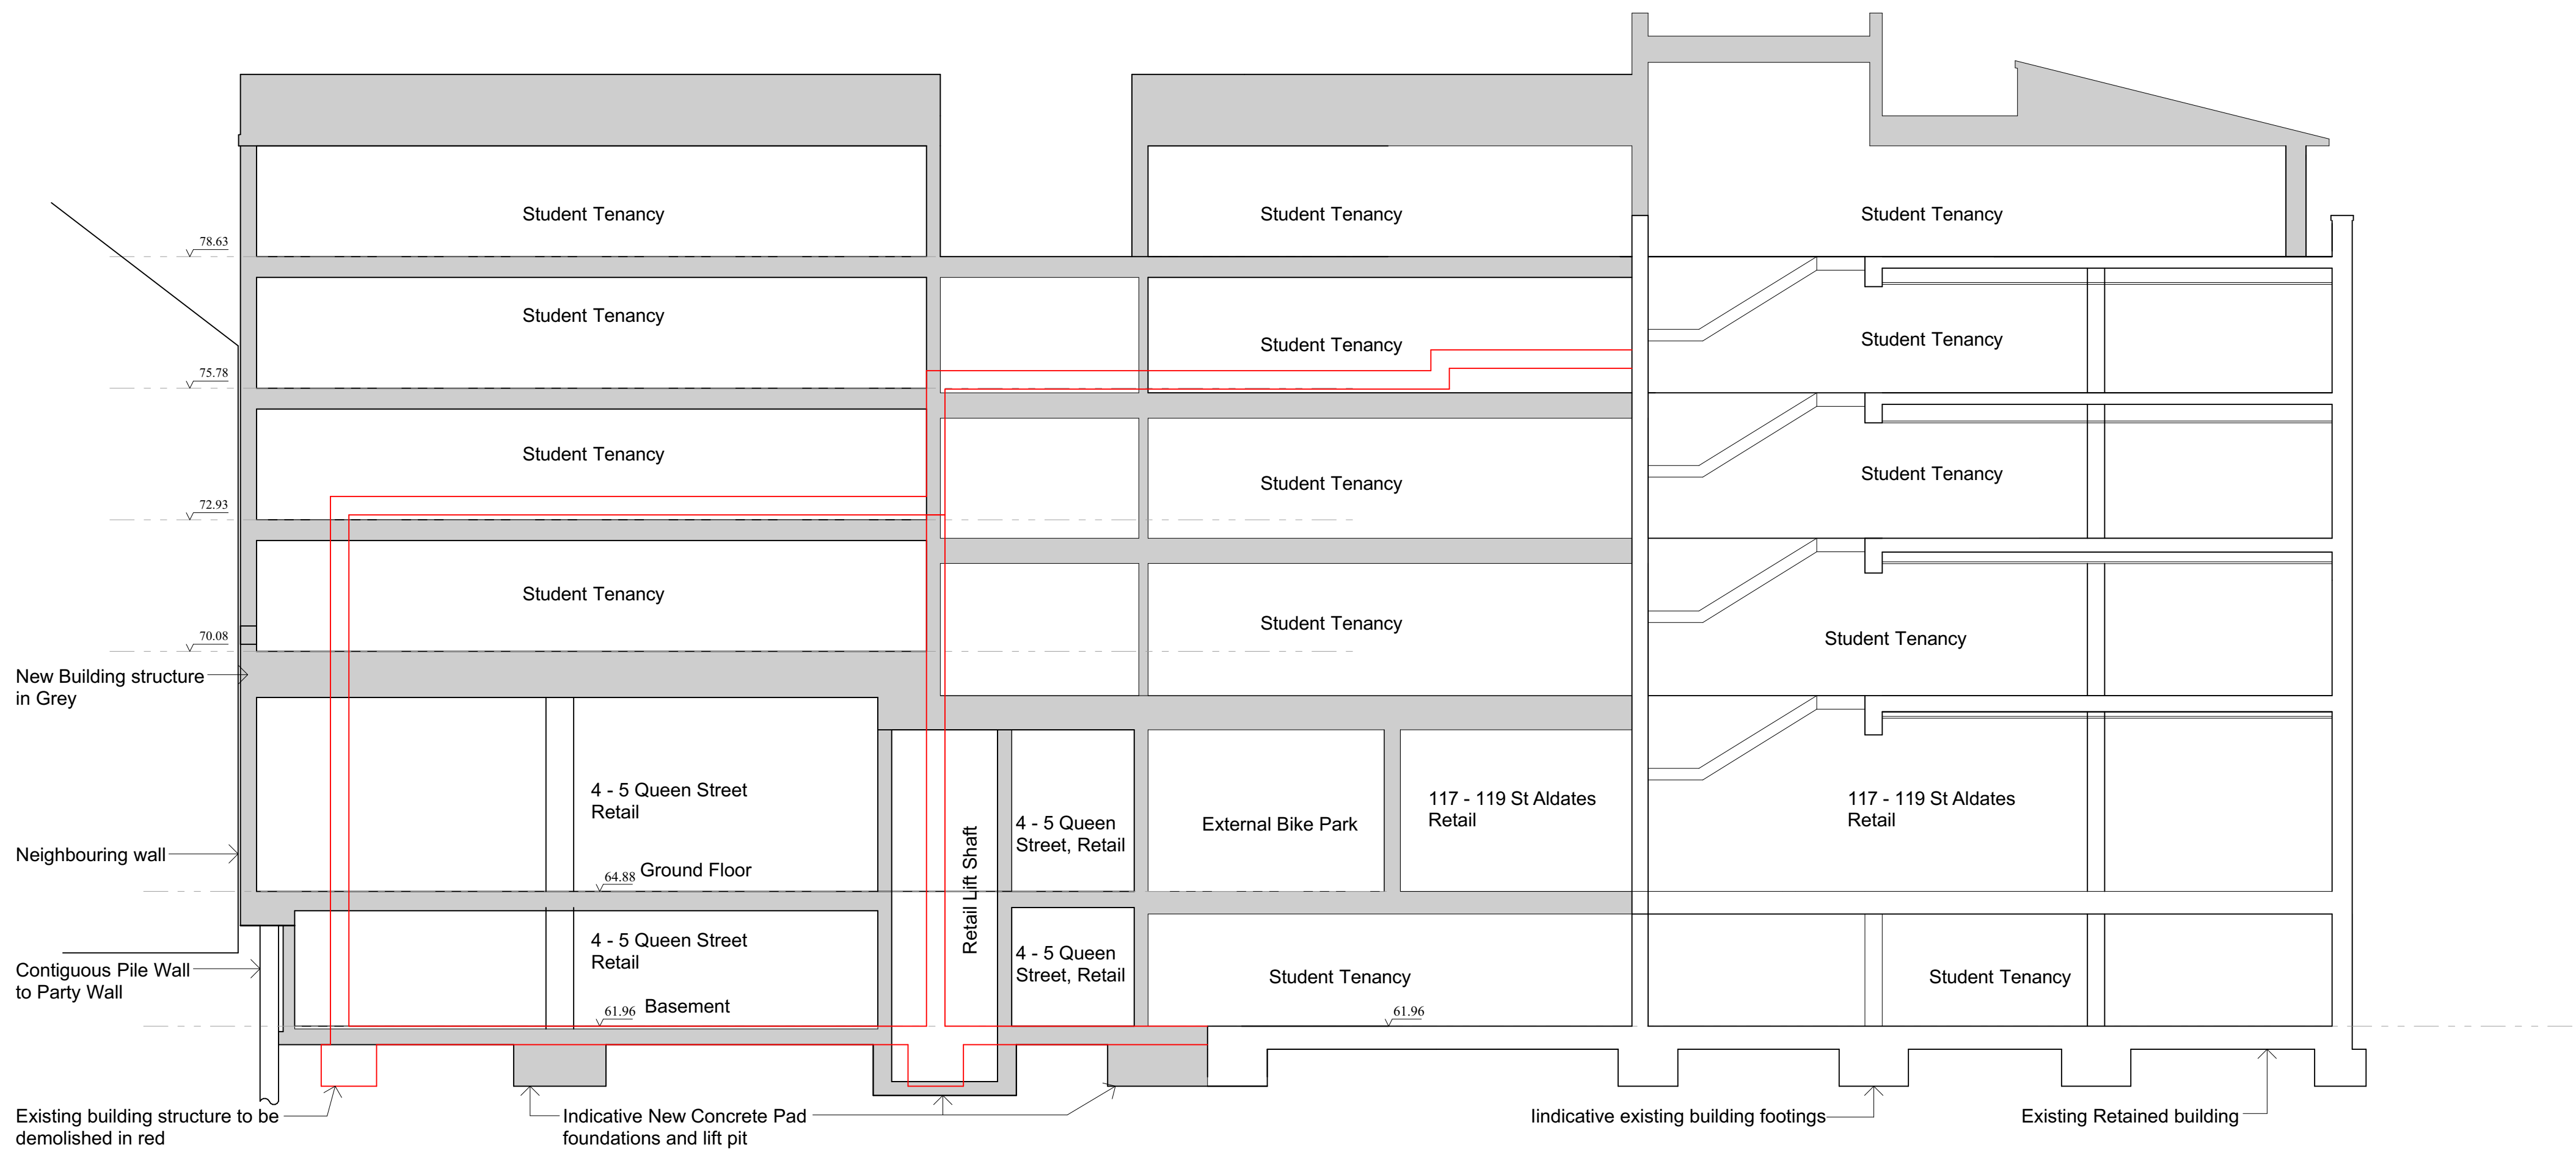 Student Tenancy
Student Tenancy
Student Tenancy
78.63
Student Tenancy
Student Tenancy
Student Tenancy
75.78
Student Tenancy
Student Tenancy
Student Tenancy
72.93
Student Tenancy
Student Tenancy
Student Tenancy
70.08
New Building structure
in Grey
4 - 5 Queen Street
Retail
117 - 119 St Aldates
Retail
117 - 119 St Aldates
Retail
4 - 5 Queen
Street, Retail
External Bike Park
Retail Lift Shaft
Neighbouring wall
64.88
Ground Floor
4 - 5 Queen Street
Retail
4 - 5 Queen
Street, Retail
Student Tenancy
Student Tenancy
Contiguous Pile Wall
to Party Wall
61.96
Basement
61.96
Existing building structure to be
demolished in red
Indicative New Concrete Pad
foundations and lift pit
Iindicative existing building footings
Existing Retained building